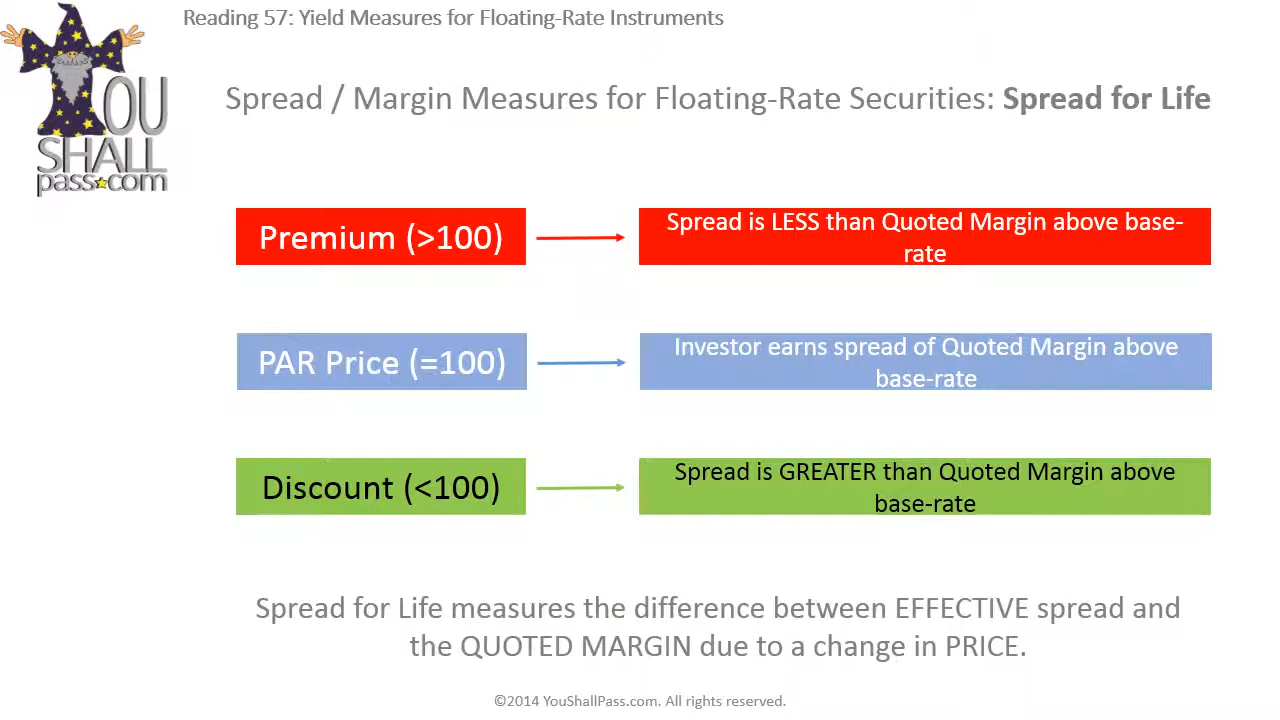 Reading 57: Yield Measures for Floating-Rate Instruments
YOU
SHALL
pass.com
Spread / Margin Measures for Floating-Rate Securities: Spread for Life
Premium (>100)
Spread is LESS than Quoted Margin above base-
rate
PAR Price (=100)
Investor earns spread of Quoted Margin above
base-rate
Discount (<100)
Spread is GREATER than Quoted Margin above
base-rate
Spread for Life measures the difference between EFFECTIVE spread and
the QUOTED MARGIN due to a change in PRICE.
©2014 YouShallPass.com. All rights reserved.